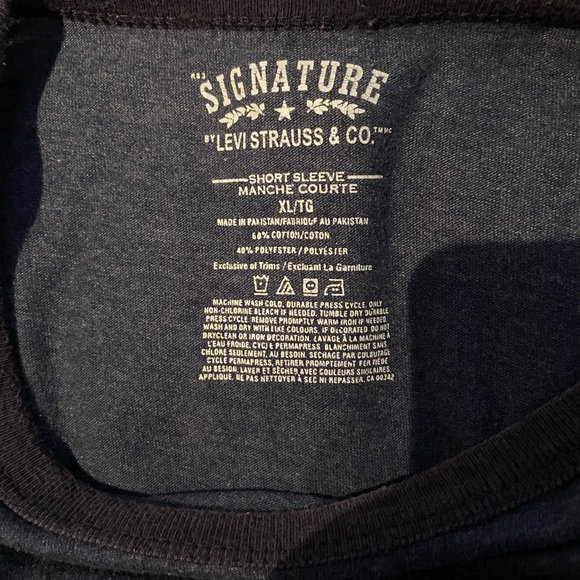 SIGNATURE
BY LEVI STRAUSS & CO.™MC
SHORT SLEEVE
MANCHE COURTE
XL/TG
MADE IN PAKISTAN/FABRIQUÉ AU PAKISTAN
60% COTTON/COTON
40% POLYESTER / POLYESTER
Exclusive of Trims / Excluant La Garniture
MACHINE WASH COLD, DURABLE PRESS CYCLE, ONLY
NON-CHLORINE BLEACH IF NEEDED. TUMBLE DRY DURABLE
PRESS CYCLE. REMOVE PROMPTLY. WARM IRON IF NEEDED.
WASH AND DRY WITH LIKE COLOURS. IF DECORATED DO NOT
DRYCLEAN OR IRON DECORATION. LAVAGE À LA MACHINE À
L'EAU FROIDE, CYCLE PERMAPRESS, BLANCHIMENT SANS
CHLORE SEULEMENT, AU BESOIN. SÉCHAGE PAR CULBUTAGE
CYCLE PERMAPRESS, RETIRER PROMPTEMENT FER TIÈDE
AU BESOIN. LAVER ET SÉCHER AVEC COULEURS SIMILAIRES.
APPLIQUE. NE PAS NETTOYER À SEC NI REPASSER. CA 00342